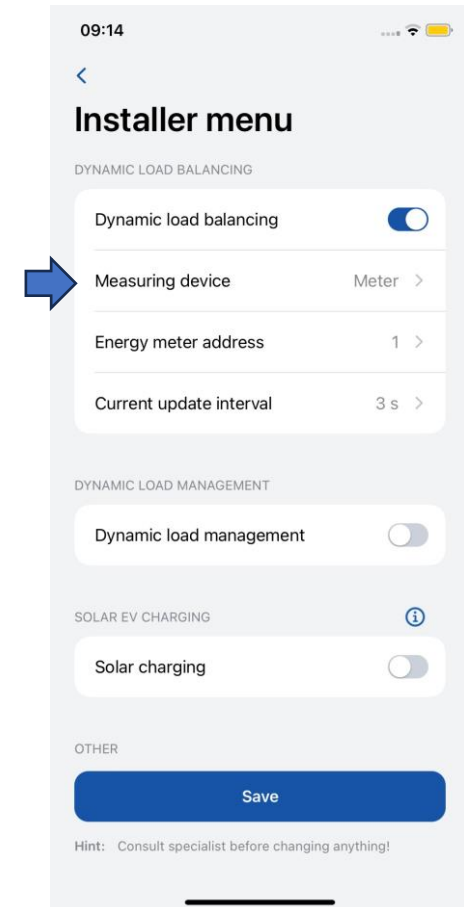 09:14
Installer menu
DYNAMIC LOAD BALANCING
Dynamic load balancing
Measuring device Meter
Energy meter address 1
Current update interval 3 s
DYNAMIC LOAD MANAGEMENT
Dynamic load management
SOLAR EV CHARGING
Solar charging
OTHER
Save
Hint: Consult specialist before changing anything!